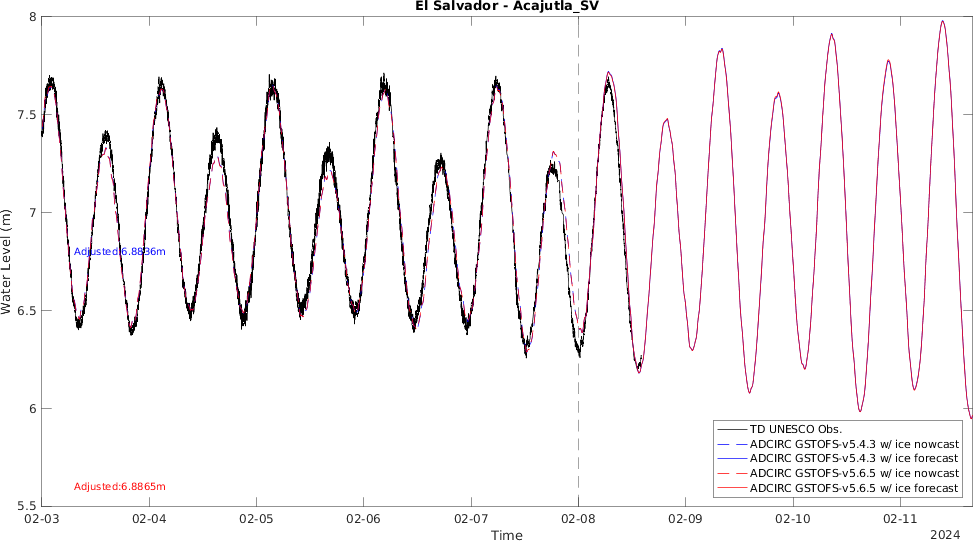 El Salvador - Acajutla_SV
8
7.5
7
6.5
6
5.5
Water Level (m)
Adjusted:6.8836m
Adjusted:6.8865m
TD UNESCO Obs.
ADCIRC GSTOFS-v5.4.3 w/ ice nowcast
ADCIRC GSTOFS-v5.4.3 w/ ice forecast
ADCIRC GSTOFS-v5.6.5 w/ ice nowcast
ADCIRC GSTOFS-v5.6.5 w/ ice forecast
02-03 02-04 02-05 02-06 02-07 02-08 02-09 02-10 02-11
Time
2024